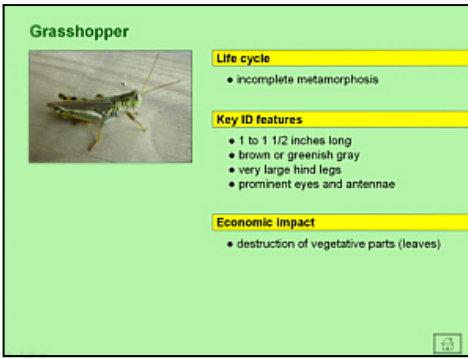 Grasshopper
Life cycle
● incomplete metamorphosis
Key ID features
● 1 to 1 1/2 inches long
● brown or greenish gray
● very large hind legs
● prominent eyes and antennae
Economic Impact
● destruction of vegetative parts (leaves)